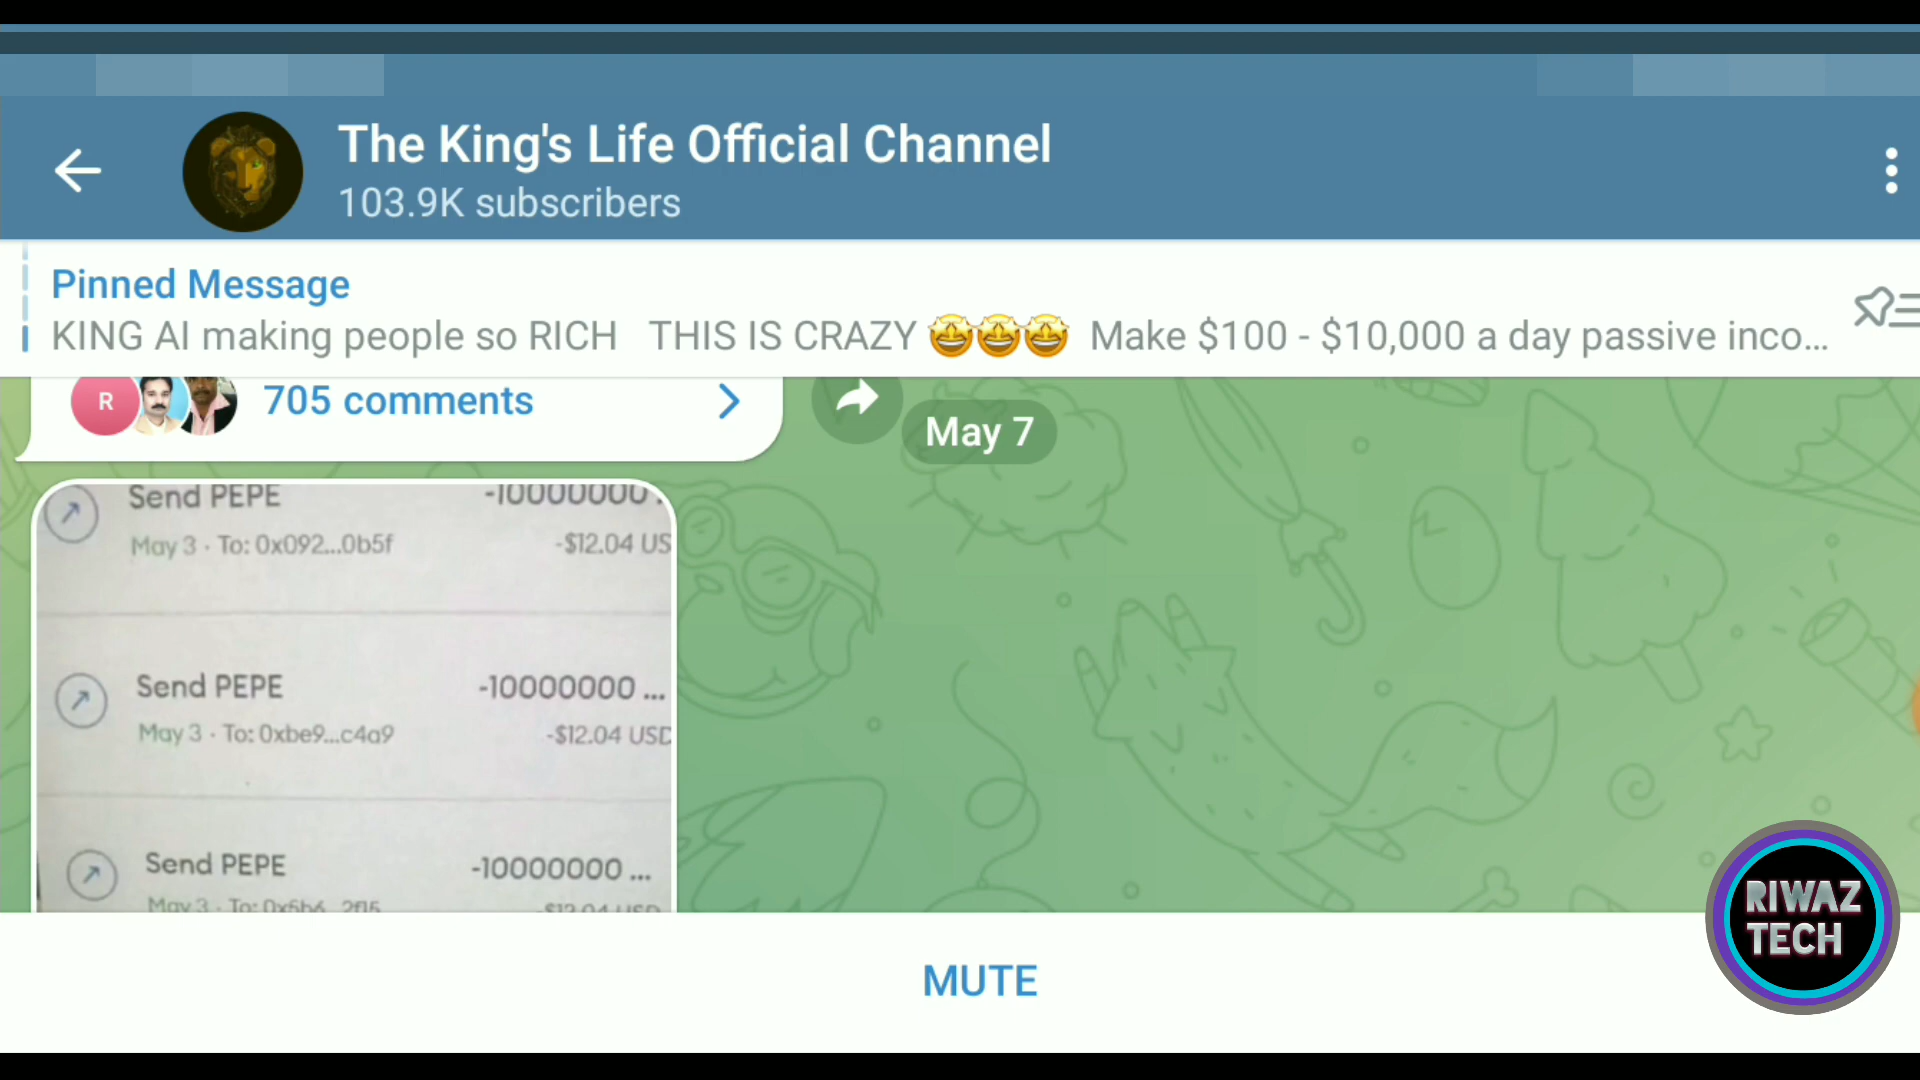 The King's Life Official Channel
103.9K subscribers
Pinned Message
KING AI making people so RICH THIS IS CRAZY 🤩🤩🤩 Make $100 - $10,000 a day passive inco...
R
705 comments
May 7
Send PEPE -10000000
May 3 · To: 0x092...0b5f -$12.04 US
Send PEPE -10000000 ...
May 3 · To: 0xbe9...c4a9 -$12.04 USD
Send PEPE -10000000 ...
May 3 · To: -$12.04 USD
MUTE
RIWAZ
TECH